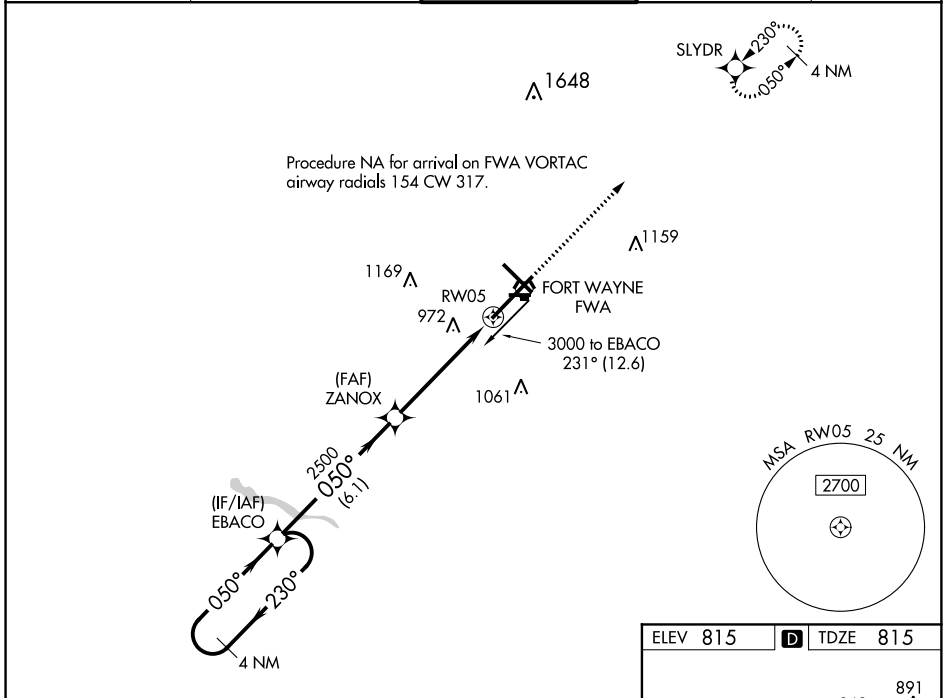 SLYDR
230°
050°
4 NM
1648
Procedure NA for arrival on FWA VORTAC
airway radials 154 CW 317.
1159
1169
RW05
FORT WAYNE
FWA
972
3000 to EBACO
231° (12.6)
(FAF)
ZANOX
1061
2500
050°
(6.1)
(IF/IAF)
EBACO
050°
230°
4 NM
MSA RW05 25 NM
2700
ELEV 815 D TDZE 815
891